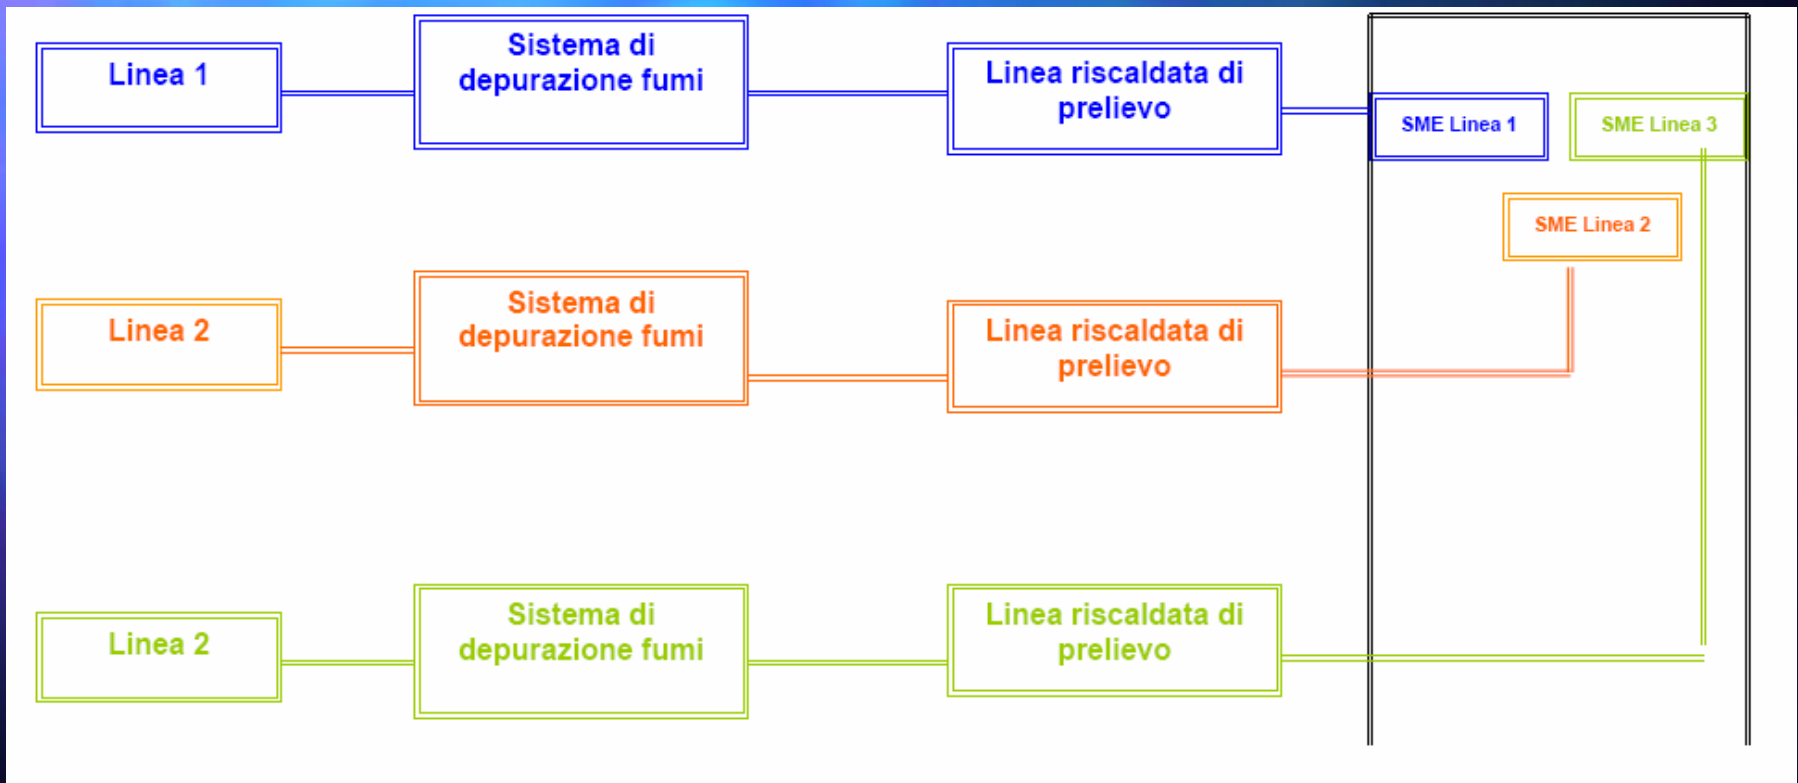 Linea 1
Sistema di
depurazione fumi
Linea riscaldata di
prelievo
SME Linea 1
SME Linea 3
SME Linea 2
Linea 2
Sistema di
depurazione fumi
Linea riscaldata di
prelievo
Linea 2
Sistema di
depurazione fumi
Linea riscaldata di
prelievo